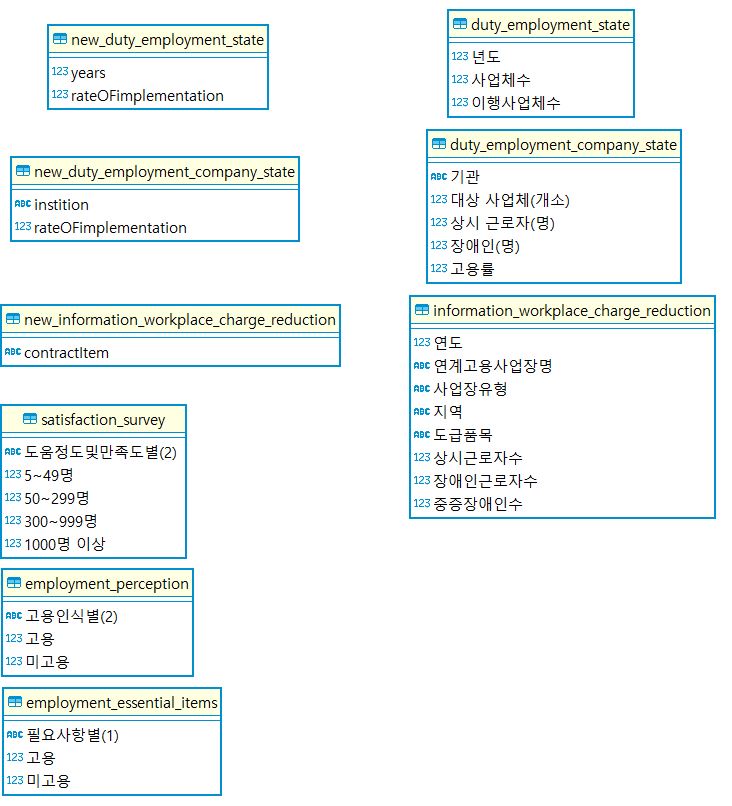 new_duty_employment_state
123 years
123 rateOFimplementation
new_duty_employment_company_state
ABC instition
123 rateOFimplementation
new_information_workplace_charge_reduction
ABC contractItem
satisfaction_survey
ABC 도움정도및만족도별(2)
123 5~49명
123 50~299명
123 300~999명
123 1000명 이상
employment_perception
ABC 고용인식별(2)
123 고용
123 미고용
employment_essential_items
ABC 필요사항별(1)
123 고용
123 미고용
duty_employment_state
123 년도
123 사업체수
123 이행사업체수
duty_employment_company_state
ABC 기관
123 대상 사업체(개소)
123 상시 근로자(명)
123 장애인(명)
123 고용률
information_workplace_charge_reduction
123 연도
ABC 연계고용사업장명
ABC 사업장유형
ABC 지역
ABC 도급품목
123 상시근로자수
123 장애인근로자수
123 중증장애인수